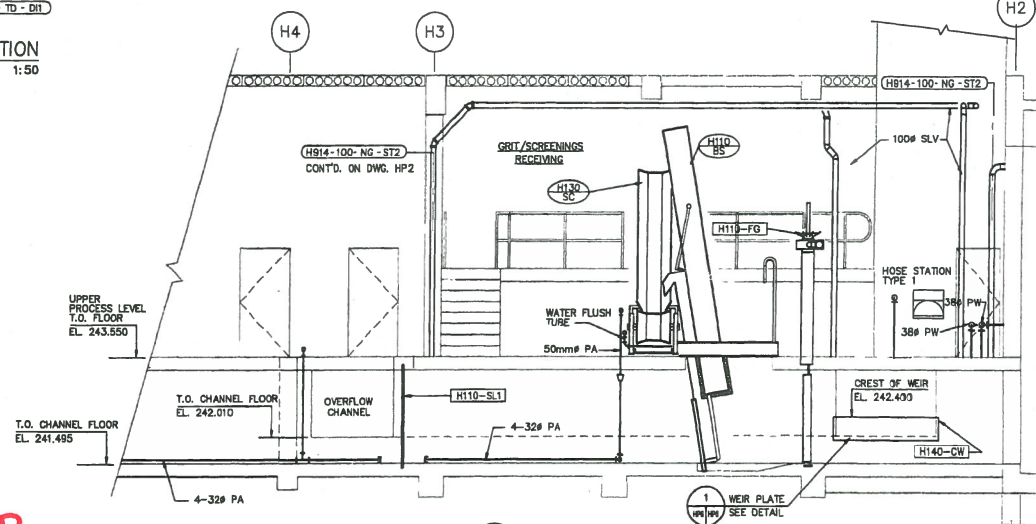 TD - DI1
H4
H3
H2
TION
1:50
H914-100-NG-ST2
H914-100-NG-ST2
CONT'D. ON DWG. HP2
GRIT/SCREENINGS
RECEIVING
H110
BS
100ø SLV
H130
SC
H110-FG
HOSE STATION
TYPE 1
38ø PW
38ø PW
UPPER
PROCESS LEVEL
T.O. FLOOR
EL. 243.550
WATER FLUSH
TUBE
50mmø PA
T.O. CHANNEL FLOOR
EL. 242.010
OVERFLOW
CHANNEL
H110-SL1
CREST OF WEIR
EL. 242.400
T.O. CHANNEL FLOOR
EL. 241.495
4-32ø PA
H140-CW
4-32ø PA
1
WEIR PLATE
SEE DETAIL